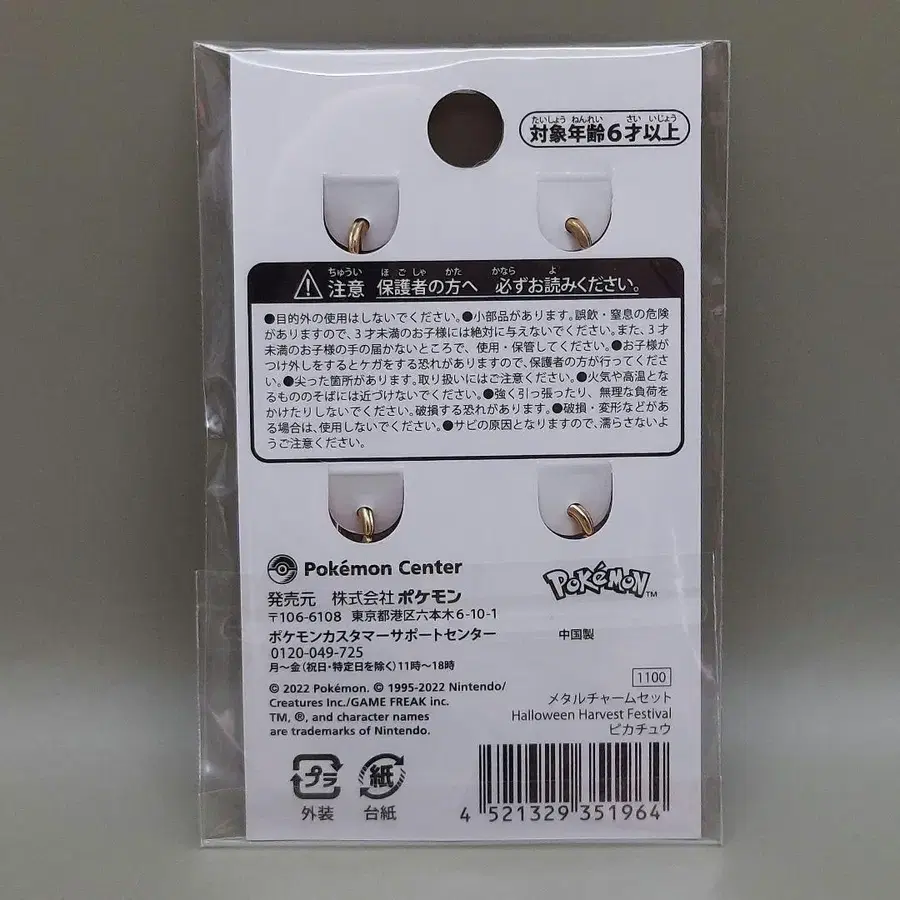 たいしょう ねんれい さい いじょう
対象年齢6才以上
ちゅうい ほごしゃ かた かなら よ
注意 保護者の方へ 必ずお読みください。
●目的外の使用はしないでください。●小部品があります。誤飲・窒息の危険
がありますので、3才未満のお子様には絶対に与えないでください。また、3才
未満のお子様の手の届かないところで、使用・保管してください。●お子様が
つけ外しをするとケガをする恐れがありますので、保護者の方が行ってくださ
い。●尖った箇所があります。取り扱いにはご注意ください。●火気や高温とな
るもののそばには近づけないでください。●強く引っ張ったり、無理な負荷を
かけたりしないでください。破損する恐れがあります。●破損・変形などがあ
る場合は、使用しないでください。●サビの原因となりますので、濡らさないよ
うご注意ください。
Pokémon Center
発売元 株式会社ポケモン
〒106-6108 東京都港区六本木6-10-1
ポケモンカスタマーサポートセンター
0120-049-725
月～金(祝日・特定日を除く)11時～18時
© 2022 Pokémon. © 1995-2022 Nintendo/
Creatures Inc./GAME FREAK inc.
TM, ®, and character names
are trademarks of Nintendo.
POKÉMON™
中国製
1100
メタルチャームセット
Halloween Harvest Festival
ピカチュウ
プラ
外装
紙
台紙
4 521329 351964